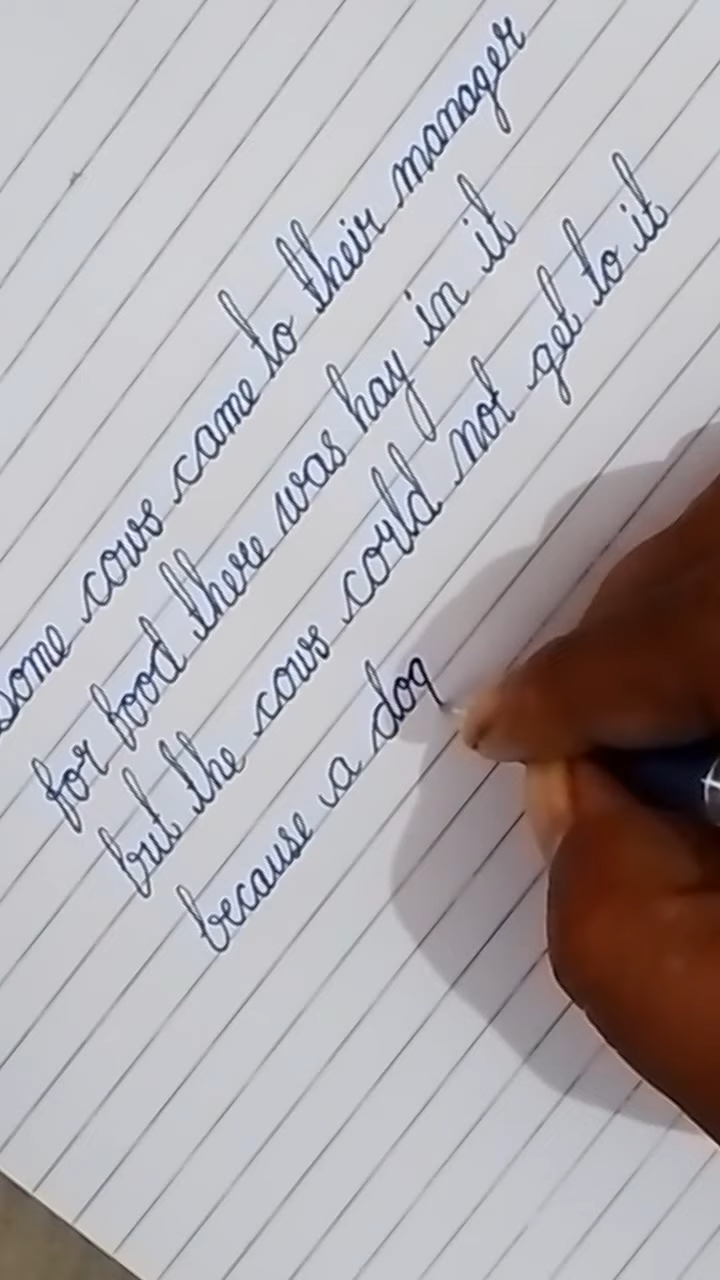 some cows came to their manager
for food there was hay in it
but the cows could not get to it
because a dog